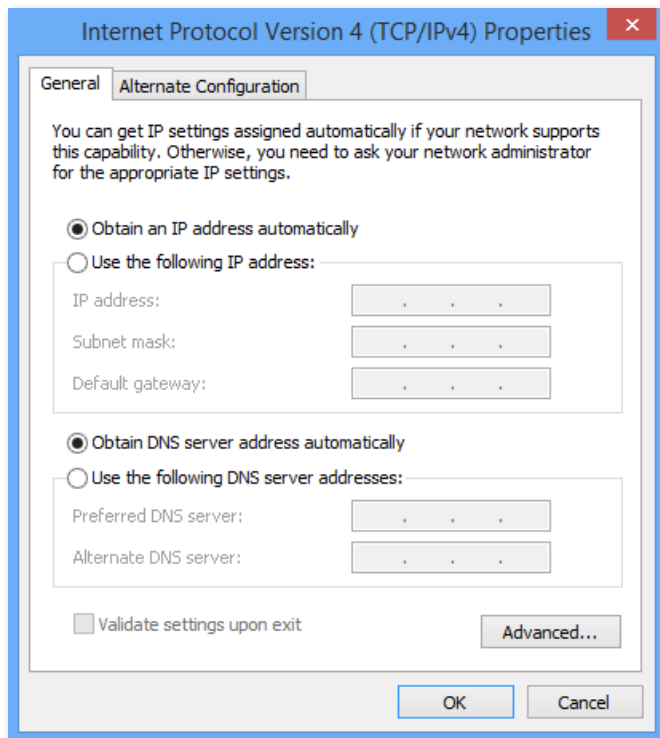 Internet Protocol Version 4 (TCP/IPv4) Properties
General
Alternate Configuration
You can get IP settings assigned automatically if your network supports
this capability. Otherwise, you need to ask your network administrator
for the appropriate IP settings.
Obtain an IP address automatically
Use the following IP address:
IP address:
Subnet mask:
Default gateway:
Obtain DNS server address automatically
Use the following DNS server addresses:
Preferred DNS server:
Alternate DNS server:
Validate settings upon exit
Advanced...
OK
Cancel